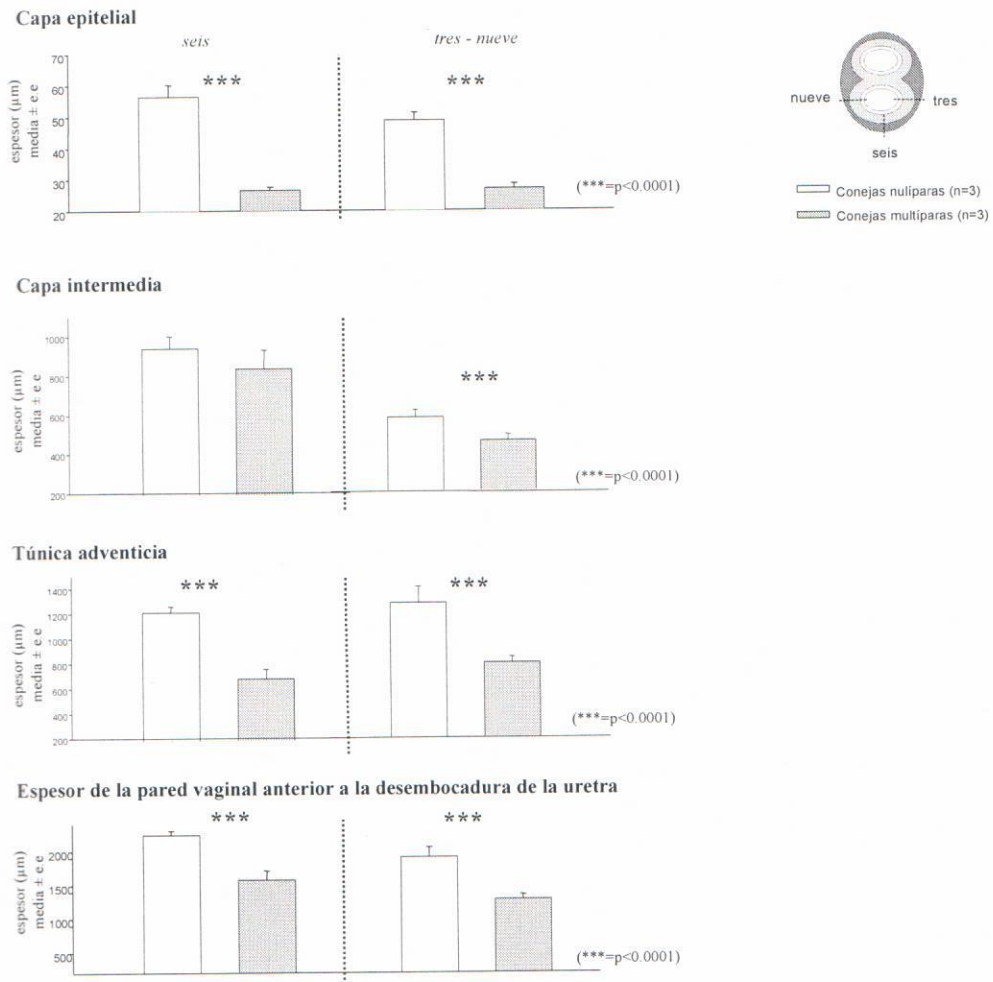 Capa epitelial
seis
tres - nueve
70
60
50
40
30
20
espesor (µm)
media ± e e
***
***
(***=p<0.0001)
nueve
tres
seis
Conejas nulíparas (n=3)
Conejas multíparas (n=3)
Capa intermedia
1000
800
600
400
200
espesor (µm)
media ± e e
***
(***=p<0.0001)
Túnica adventicia
1400
1200
1000
800
600
400
200
espesor (µm)
media ± e e
***
***
(***=p<0.0001)
Espesor de la pared vaginal anterior a la desembocadura de la uretra
2000
1500
1000
500
espesor (µm)
media ± e.e
***
***
(***=p<0.0001)